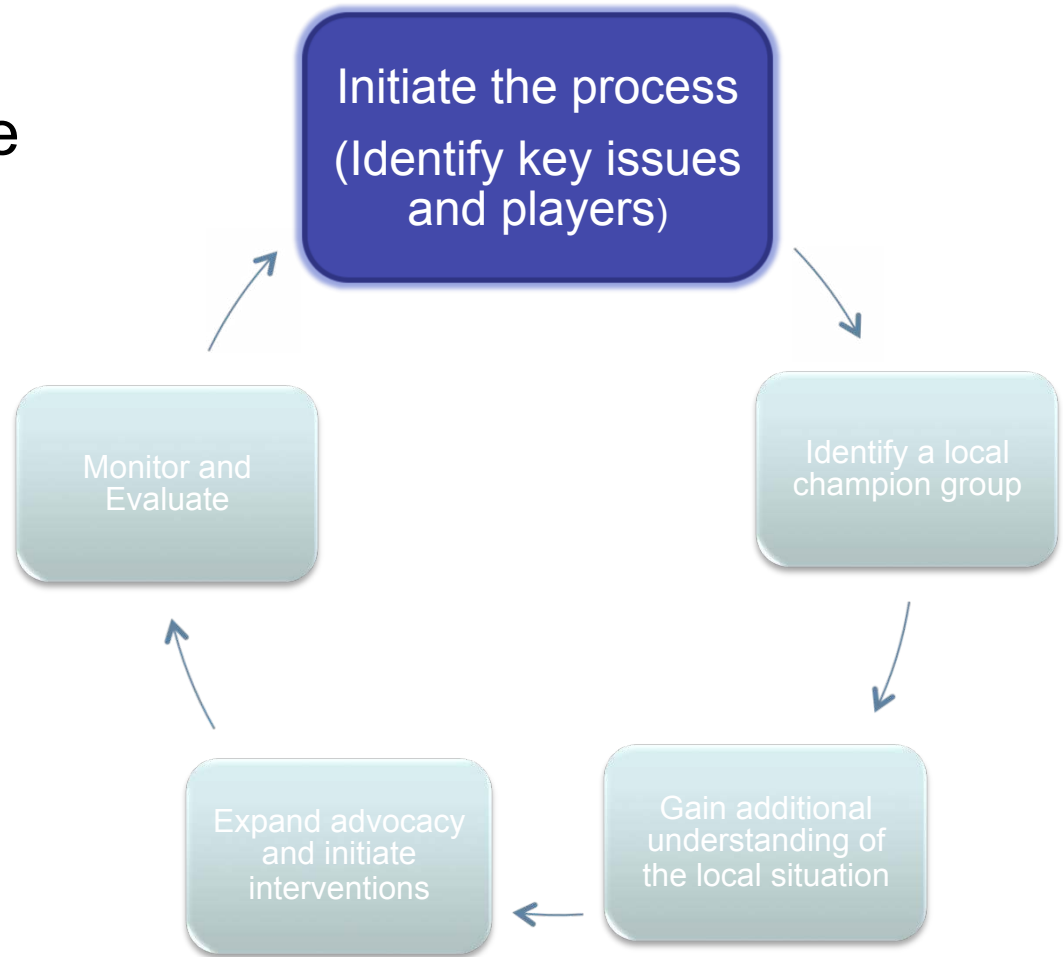 e
Initiate the process
(Identify key issues
and players)
Identify a local
champion group
Gain additional
understanding of
the local situation
Expand advocacy
and initiate
interventions
Monitor and
Evaluate